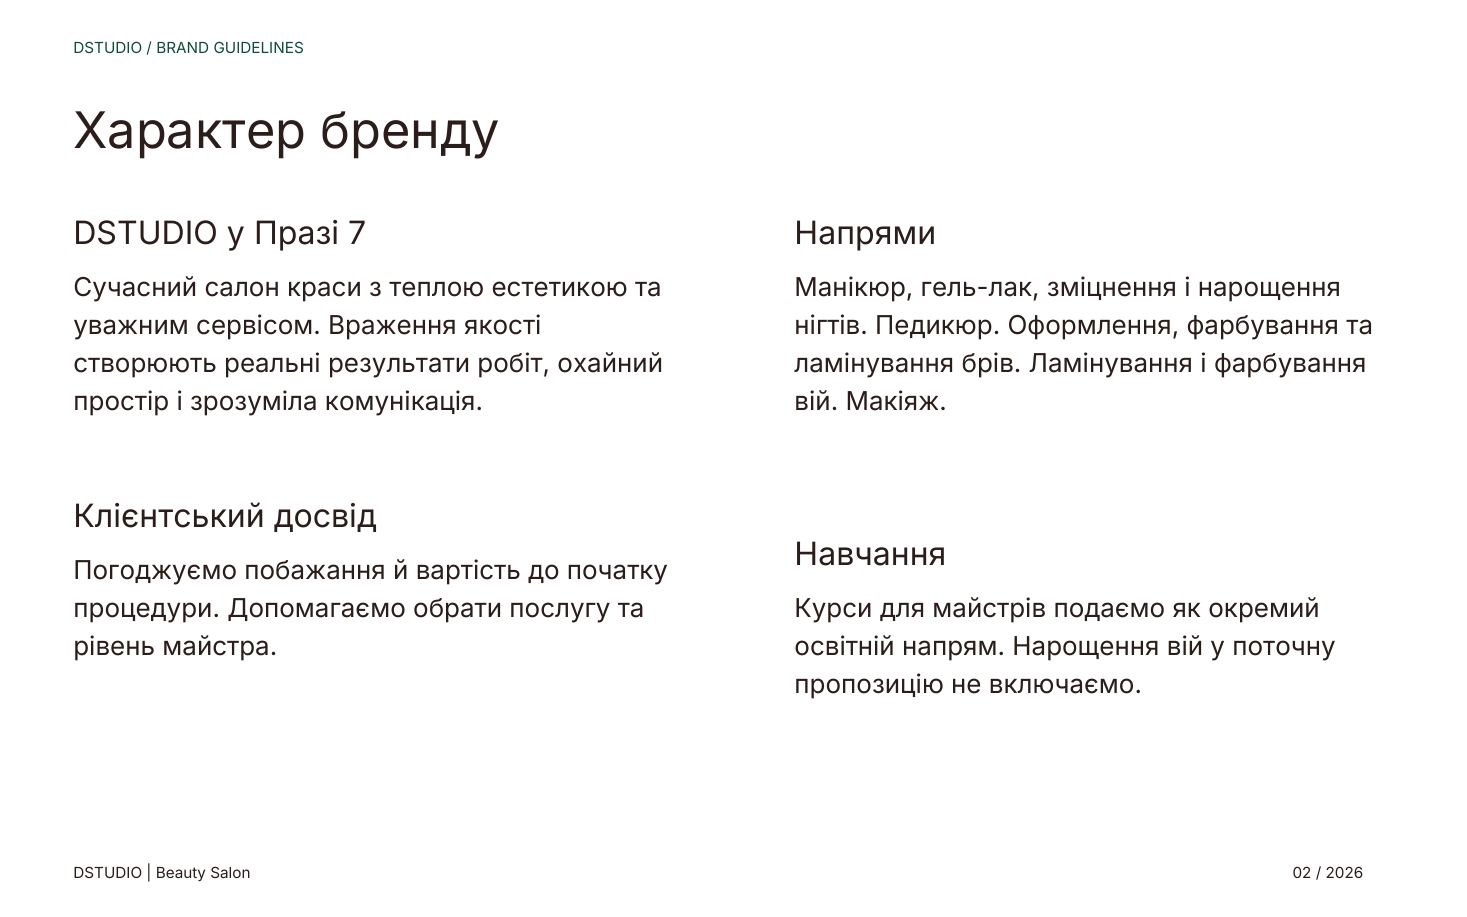 DSTUDIO / BRAND GUIDELINES
Характер бренду
DSTUDIO у Празі 7
Сучасний салон краси з теплою естетикою та
уважним сервісом. Враження якості
створюють реальні результати робіт, охайний
простір і зрозуміла комунікація.
Напрями
Манікюр, гель-лак, зміцнення і нарощення
нігтів. Педикюр. Оформлення, фарбування та
ламінування брів. Ламінування і фарбування
вій. Макіяж.
Клієнтський досвід
Погоджуємо побажання й вартість до початку
процедури. Допомагаємо обрати послугу та
рівень майстра.
Навчання
Курси для майстрів подаємо як окремий
освітній напрям. Нарощення вій у поточну
пропозицію не включаємо.
DSTUDIO | Beauty Salon
02 / 2026